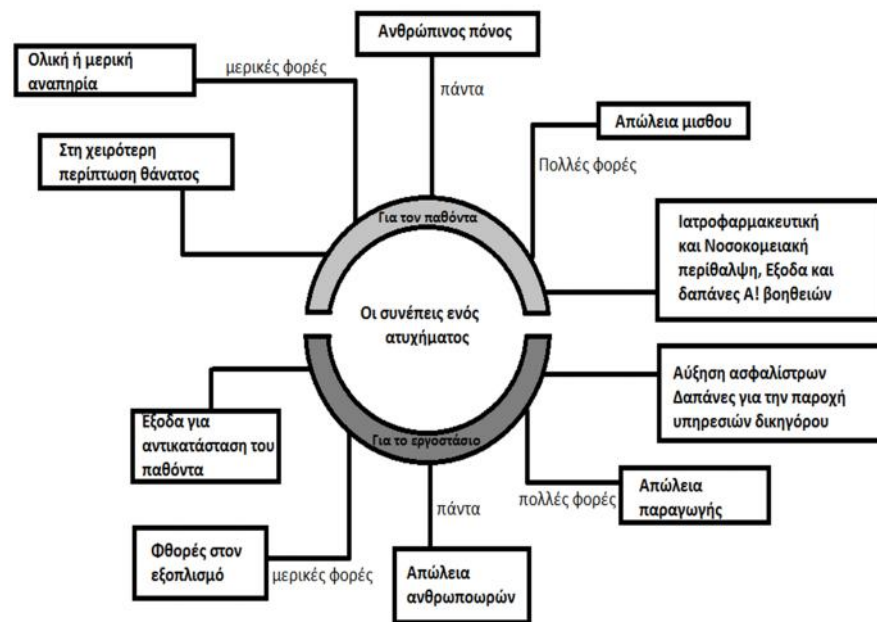 Ανθρώπινος πόνος
Ολική ή μερική
αναπηρία
μερικές φορές
πάντα
Απώλεια μισθου
Πολλές φορές
Στη χειρότερη
περίπτωση θάνατος
Για τον παθόντα
Ιατροφαρμακευτική
και Νοσοκομειακή
περίθαλψη, Εξοδα και
δαπάνες Α! βοηθειών
Οι συνέπεις ενός
ατυχήματος
Αύξηση ασφαλίστρων
Δαπάνες για την παροχή
υπηρεσιών δικηγόρου
Εξοδα για
αντικατάσταση του
παθόντα
Για το εργοστάσιο
Απώλεια
παραγωγής
πολλές φορές
πάντα
Φθορές στον
εξοπλισμό
μερικές φορές
Απώλεια
ανθρωποωρών